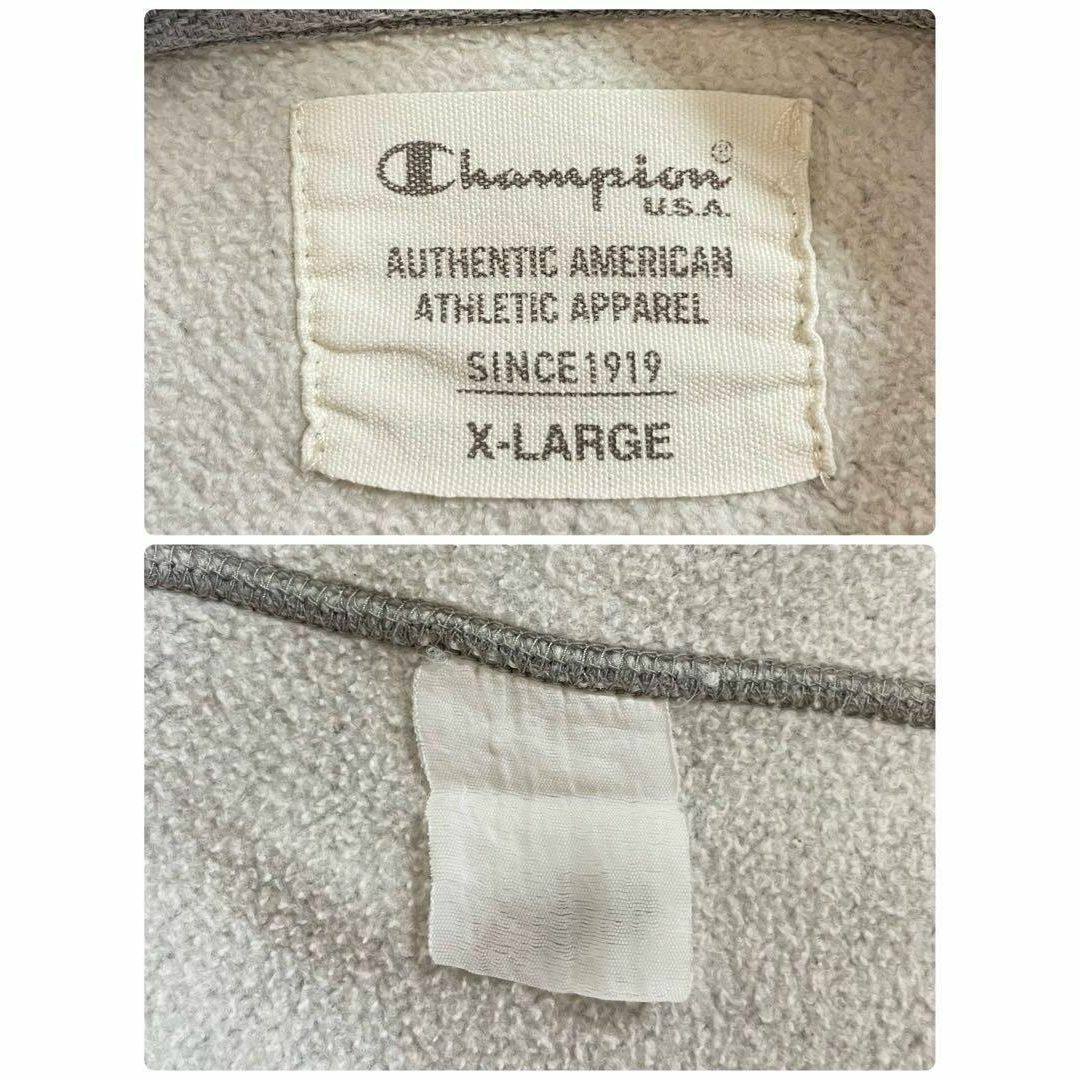 Champion®
U.S.A.
AUTHENTIC AMERICAN
ATHLETIC APPAREL
SINCE 1919
X-LARGE